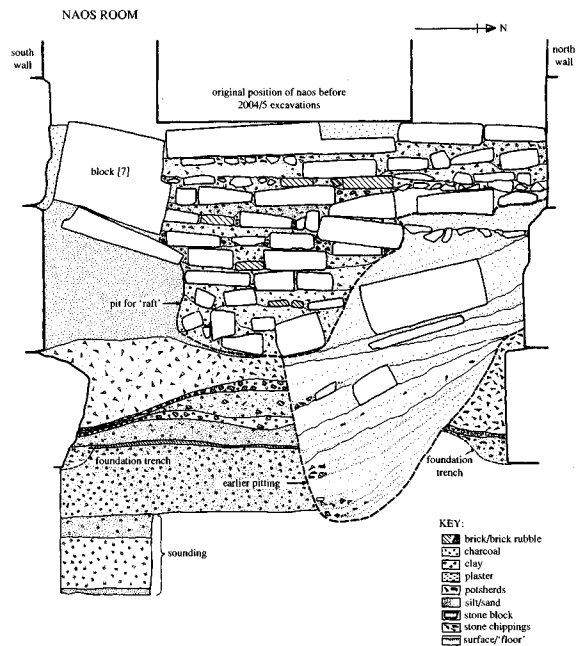 NAOS ROOM
N
south
wall
north
wall
original position of naos before
2004/5 excavations
block [7]
pit for 'raft'
foundation trench
foundation
trench
earlier pitting
sounding
KEY:
brick/brick rubble
charcoal
clay
plaster
potsherds
silt/sand
stone block
stone chippings
surface/'floor'